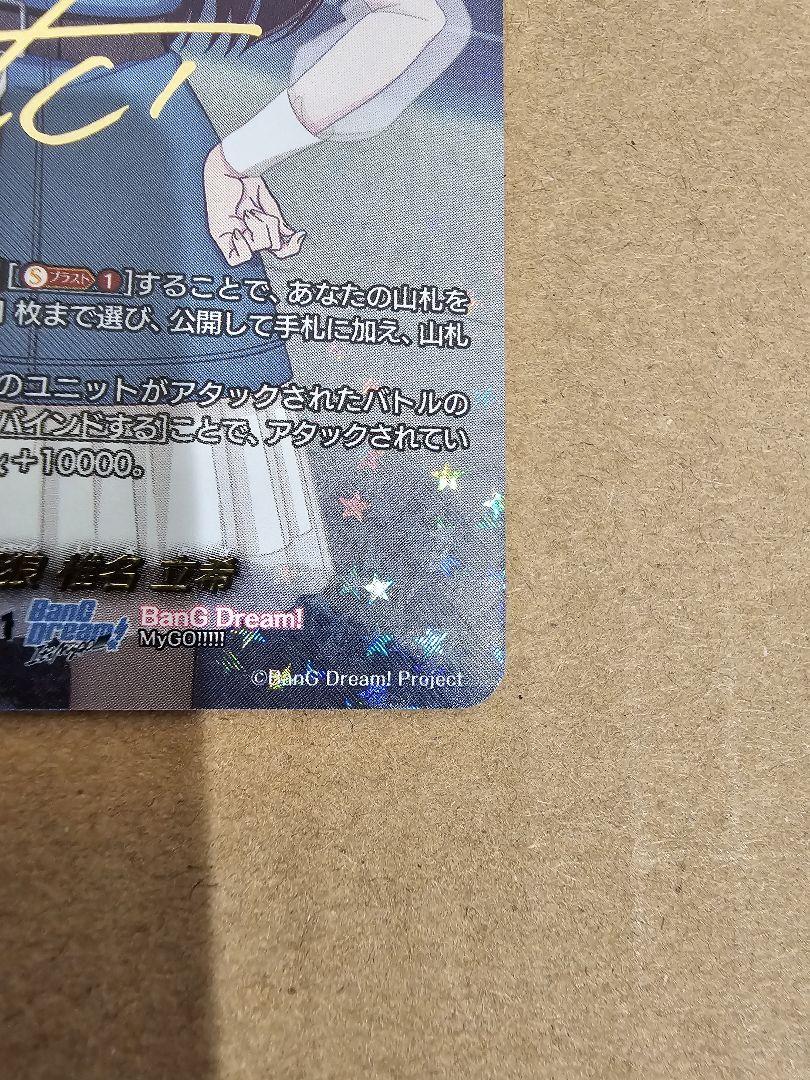 [Sブラスト1]することで、あなたの山札を
枚まで選び、公開して手札に加え、山札
のユニットがアタックされたバトルの
バインドする]ことで、アタックされてい
+10000。
椎名 立希
1 BanG Dream! BanG Dream!
MyGO!!!!!
©BanG Dream! Project